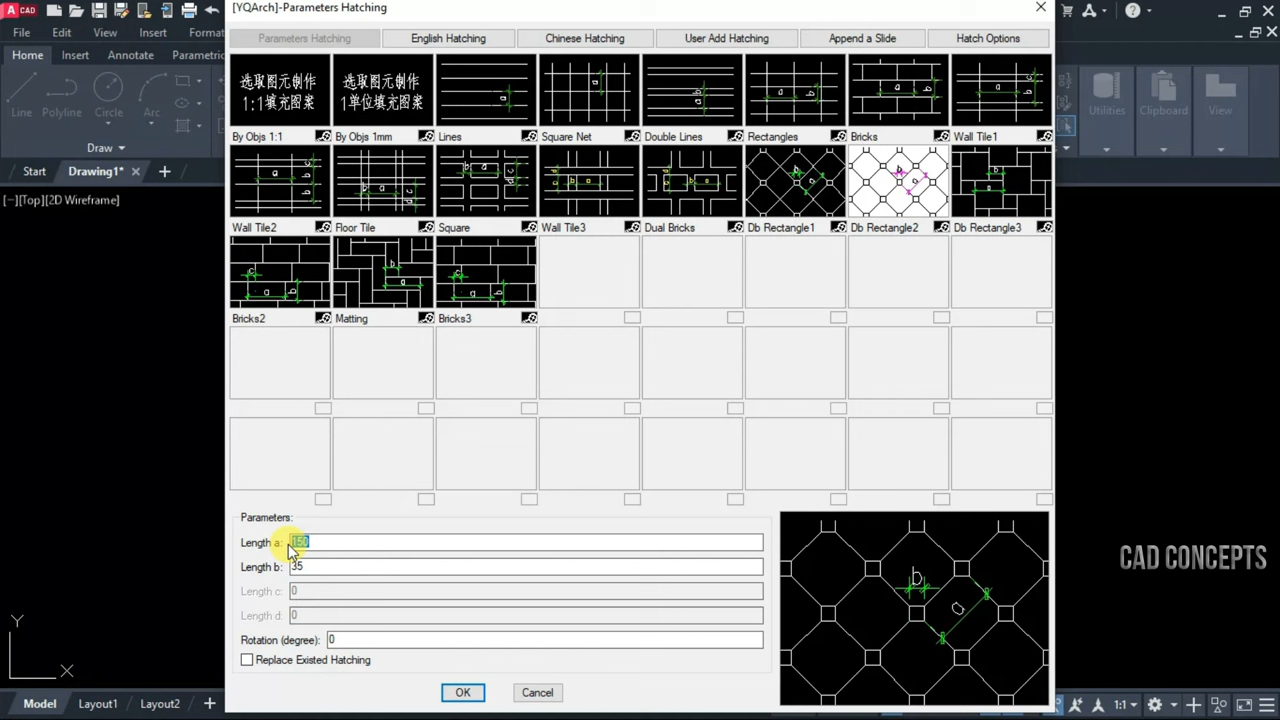 [YQArch]-Parameters Hatching
CAD
File Edit View Insert Format
Home Insert Annotate Parametric
Line Polyline Circle Arc
Draw
Utilities Clipboard View
Start Drawing1*
[−][Top][2D Wireframe]
Parameters Hatching English Hatching Chinese Hatching User Add Hatching Append a Slide Hatch Options
选取图元制作
1:1填充图案
选取图元制作
1单位填充图案
By Objs 1:1 By Objs 1mm Lines Square Net Double Lines Rectangles Bricks Wall Tile1
Wall Tile2 Floor Tile Square Wall Tile3 Dual Bricks Db Rectangle1 Db Rectangle2 Db Rectangle3
Bricks2 Matting Bricks3
Parameters:
Length a: 150
Length b: 35
Length c: 0
Length d: 0
Rotation (degree): 0
Replace Existed Hatching
OK Cancel
b
a
CAD CONCEPTS
Y
X
Model Layout1 Layout2
1:1